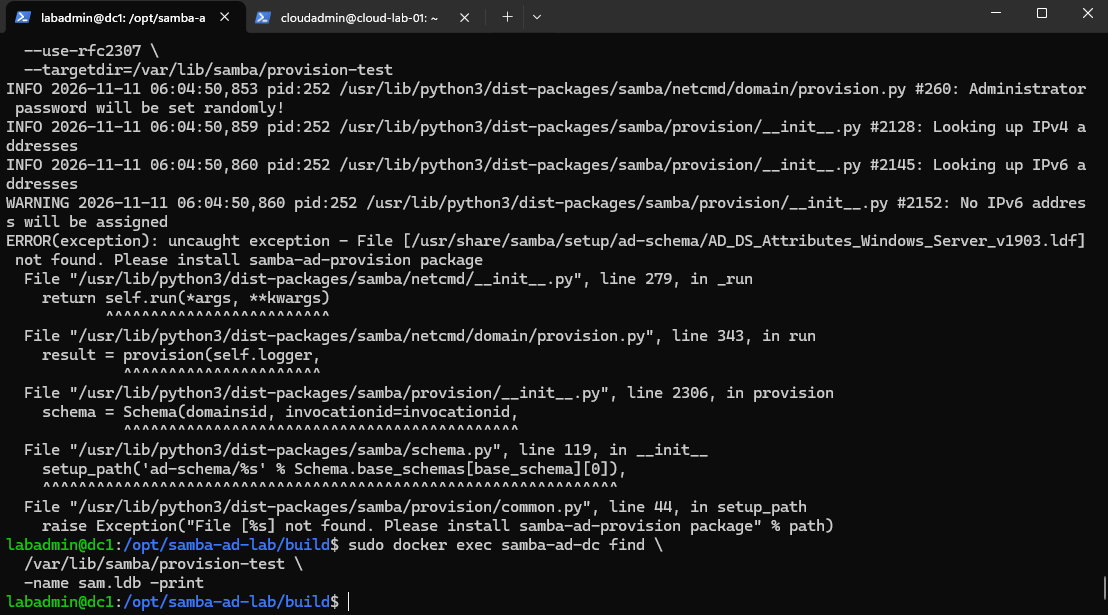 labadmin@dc1: /opt/samba-a
cloudadmin@cloud-lab-01: ~
  --use-rfc2307 \
  --targetdir=/var/lib/samba/provision-test
INFO 2026-11-11 06:04:50,853 pid:252 /usr/lib/python3/dist-packages/samba/netcmd/domain/provision.py #260: Administrator
 password will be set randomly!
INFO 2026-11-11 06:04:50,859 pid:252 /usr/lib/python3/dist-packages/samba/provision/__init__.py #2128: Looking up IPv4 a
ddresses
INFO 2026-11-11 06:04:50,860 pid:252 /usr/lib/python3/dist-packages/samba/provision/__init__.py #2145: Looking up IPv6 a
ddresses
WARNING 2026-11-11 06:04:50,860 pid:252 /usr/lib/python3/dist-packages/samba/provision/__init__.py #2152: No IPv6 addres
s will be assigned
ERROR(exception): uncaught exception - File [/usr/share/samba/setup/ad-schema/AD_DS_Attributes_Windows_Server_v1903.ldf]
 not found. Please install samba-ad-provision package
  File "/usr/lib/python3/dist-packages/samba/netcmd/__init__.py", line 279, in _run
    return self.run(*args, **kwargs)
           ^^^^^^^^^^^^^^^^^^^^^^^^^
  File "/usr/lib/python3/dist-packages/samba/netcmd/domain/provision.py", line 343, in run
    result = provision(self.logger,
             ^^^^^^^^^^^^^^^^^^^^^^
  File "/usr/lib/python3/dist-packages/samba/provision/__init__.py", line 2306, in provision
    schema = Schema(domainsid, invocationid=invocationid,
             ^^^^^^^^^^^^^^^^^^^^^^^^^^^^^^^^^^^^^^^^^^^^
  File "/usr/lib/python3/dist-packages/samba/schema.py", line 119, in __init__
    setup_path('ad-schema/%s' % Schema.base_schemas[base_schema][0]),
    ^^^^^^^^^^^^^^^^^^^^^^^^^^^^^^^^^^^^^^^^^^^^^^^^^^^^^^^^^^^^^^^^
  File "/usr/lib/python3/dist-packages/samba/provision/common.py", line 44, in setup_path
    raise Exception("File [%s] not found. Please install samba-ad-provision package" % path)
labadmin@dc1:/opt/samba-ad-lab/build$ sudo docker exec samba-ad-dc find \
  /var/lib/samba/provision-test \
  -name sam.ldb -print
labadmin@dc1:/opt/samba-ad-lab/build$